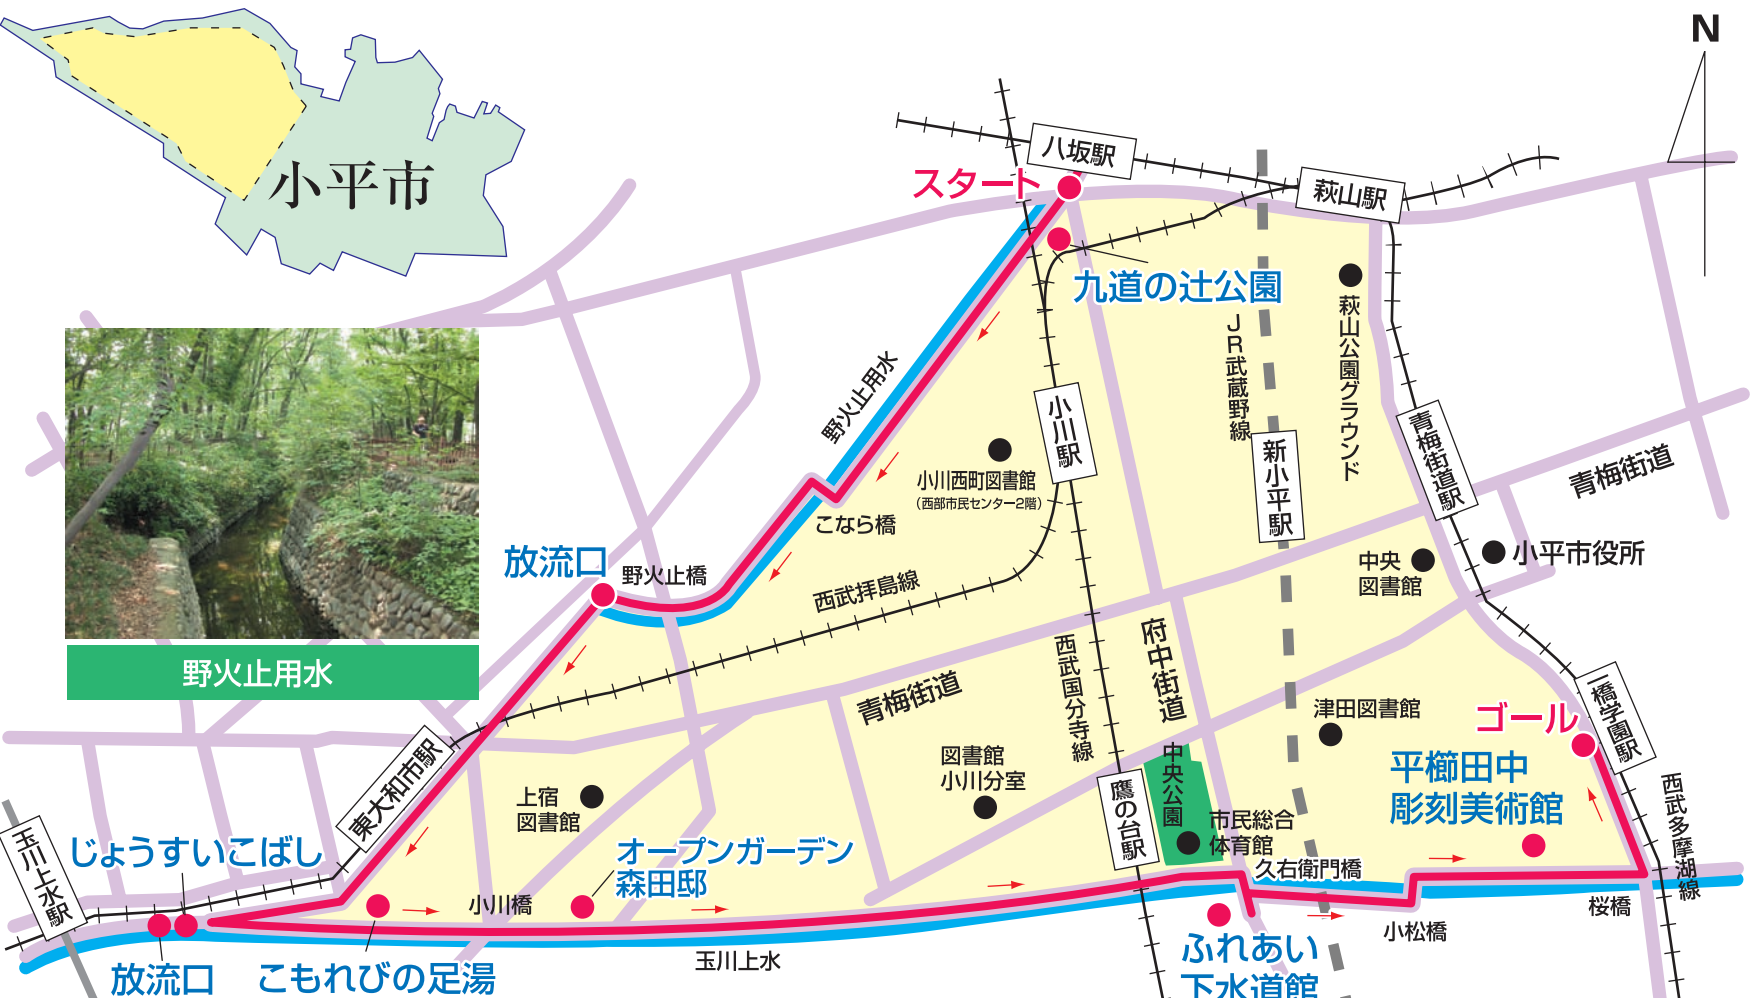 小平市
N
八坂駅
スタート
萩山駅
九道の辻公園
萩山公園グラウンド
JR武蔵野線
野火止用水
小川駅
小川西町図書館
（西部市民センター2階）
新小平駅
青梅街道駅
青梅街道
こなら橋
放流口
野火止橋
西武拝島線
中央
図書館
小平市役所
野火止用水
西武国分寺線
府中街道
青梅街道
津田図書館
ゴール
一橋学園駅
東大和市駅
図書館
小川分室
中央公園
平櫛田中
彫刻美術館
西武多摩湖線
上宿
図書館
鷹の台駅
市民総合
体育館
玉川上水駅
じょうすいこばし
オープンガーデン
森田邸
久右衛門橋
小川橋
桜橋
小松橋
放流口
こもれびの足湯
玉川上水
ふれあい
下水道館